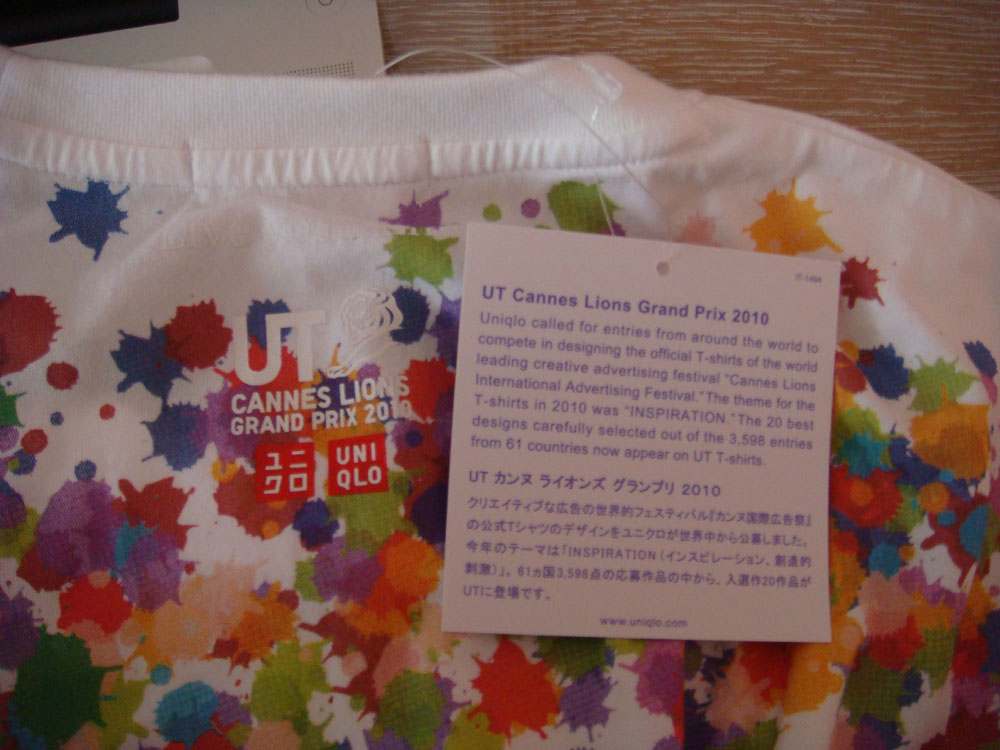 Live you
UT
CANNES LIONS
GRAND PRIX 2010
ユニ
クロ
UNI
QLO
IT-1494
UT Cannes Lions Grand Prix 2010
Uniqlo called for entries from around the world to
compete in designing the official T-shirts of the world
leading creative advertising festival "Cannes Lions
International Advertising Festival." The theme for the
T-shirts in 2010 was "INSPIRATION." The 20 best
designs carefully selected out of the 3,598 entries
from 61 countries now appear on UT T-shirts.
UT カンヌ ライオンズ グランプリ 2010
クリエイティブな広告の世界的フェスティバル『カンヌ国際広告祭』
の公式Tシャツのデザインをユニクロが世界中から公募しました。
今年のテーマは「INSPIRATION(インスピレーション、創造的
刺激)」。61ヵ国3,598点の応募作品の中から、入選作20作品が
UTに登場です。
www.uniqlo.com